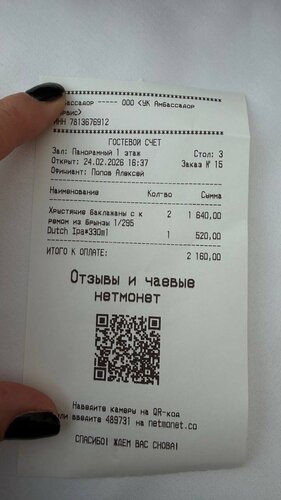 бассадор ----- ООО <УК Амбассадор
ервис>
ИНН 7813676912
ГОСТЕВОЙ СЧЕТ
Зал: Панорамный 1 этаж Стол: 3
Открыт: 24.02.2026 16:37 Заказ № 15
Официант: Попов Алексей
Наименование Кол-во Сумма
Хрустящие баклажаны с к 2 1 640,00
ремом из брынзы 1/295
Dutch Ipa*330ml 1 520,00
ИТОГО К ОПЛАТЕ: 2 160,00
Отзывы и чаевые
нетмонет
Наведите камеру на QR-код
или введите 489731 на netmonet.co
СПАСИБО! ЖДЕМ ВАС СНОВА!